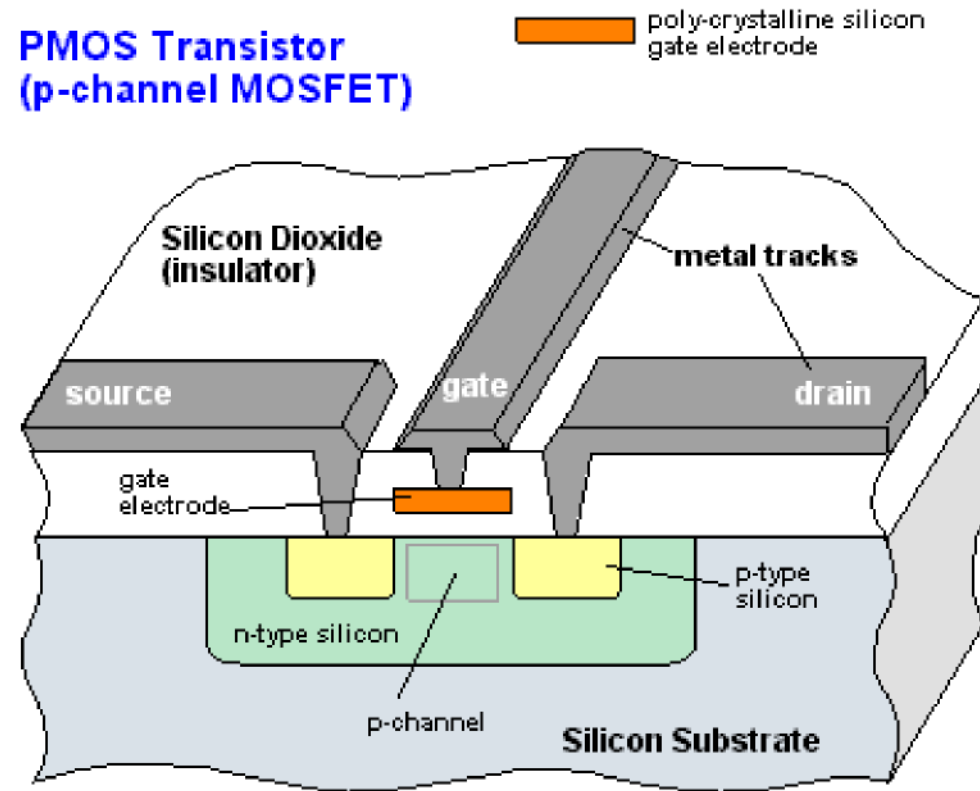 PMOS Transistor
(p-channel MOSFET)
poly-crystalline silicon
gate electrode
Silicon Dioxide
(insulator)
metal tracks
source
gate
drain
gate
electrode
p-type
silicon
n-type silicon
p-channel
Silicon Substrate